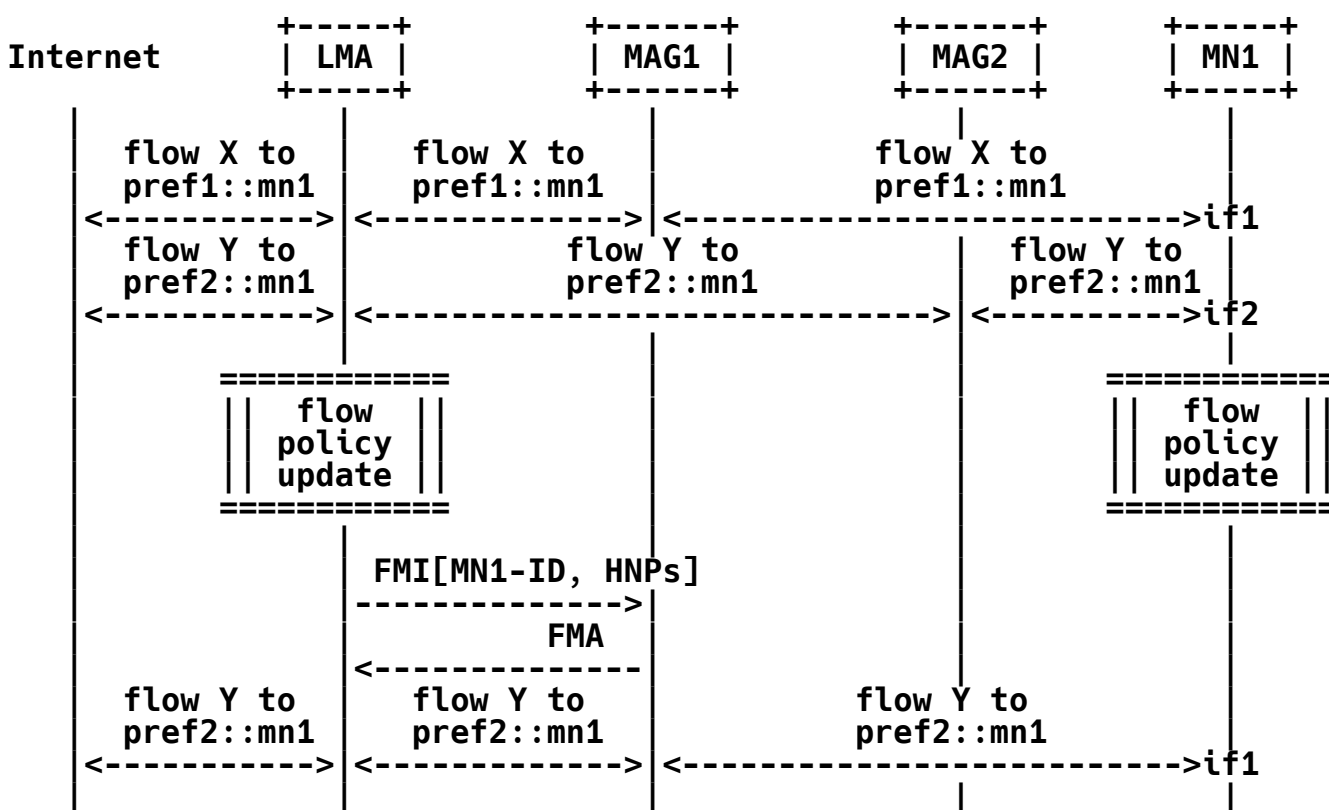 Internet LMA MAG1 MAG2 MN1
flow X to flow X to flow X to
pref1::mn1 pref1::mn1 pref1::mn1
if1
flow Y to flow Y to flow Y to
pref2::mn1 pref2::mn1 pref2::mn1
if2
flow flow
policy policy
update update
FMI[MN1-ID, HNPs]
FMA
flow Y to flow Y to flow Y to
pref2::mn1 pref2::mn1 pref2::mn1
if1